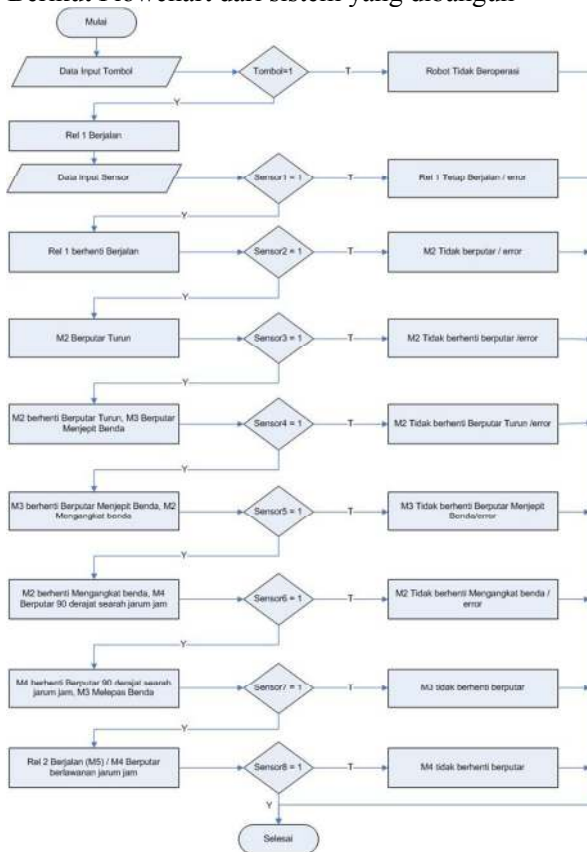 Berikut Flowchart dari sistem yang dibangun
Mulai
Data Input Tombol
Tombol=1
T
Robot Tidak Beroperasi
Y
Rel 1 Berjalan
Data Input Sensor
Sensor1 = 1
T
Rel 1 Tetap Berjalan / error
Y
Rel 1 berhenti Berjalan
Sensor2 = 1
T
M2 Tidak berputar / error
Y
M2 Berputar Turun
Sensor3 = 1
T
M2 Tidak berhenti berputar /error
Y
M2 berhenti Berputar Turun, M3 Berputar
Menjepit Benda
Sensor4 = 1
T
M2 Tidak berhenti Berputar Turun /error
Y
M3 berhenti Berputar Menjepit Benda, M2
Mengangkat benda
Sensor5 = 1
T
M3 Tidak berhenti Berputar Menjepit
Benda/error
Y
M2 berhenti Mengangkat benda, M4
Berputar 90 derajat searah jarum jam
Sensor6 = 1
T
M2 Tidak berhenti Mengangkat benda /
error
Y
M4 berhenti Berputar 90 derajat searah
jarum jam, M3 Melepas Benda
Sensor7 = 1
T
M3 tidak berhenti berputar
Y
Rel 2 Berjalan (M5) / M4 Berputar
berlawanan jarum jam
Sensor8 = 1
T
M4 tidak berhenti berputar
Y
Selesai